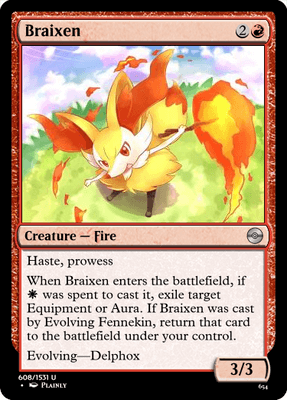 Braixen 2
Creature — Fire
Haste, prowess
When Braixen enters the battlefield, if
was spent to cast it, exile target
Equipment or Aura. If Braixen was cast
by Evolving Fennekin, return that card
to the battlefield under your control.
Evolving—Delphox
3/3
608/1531 U
• PLAINLY
654